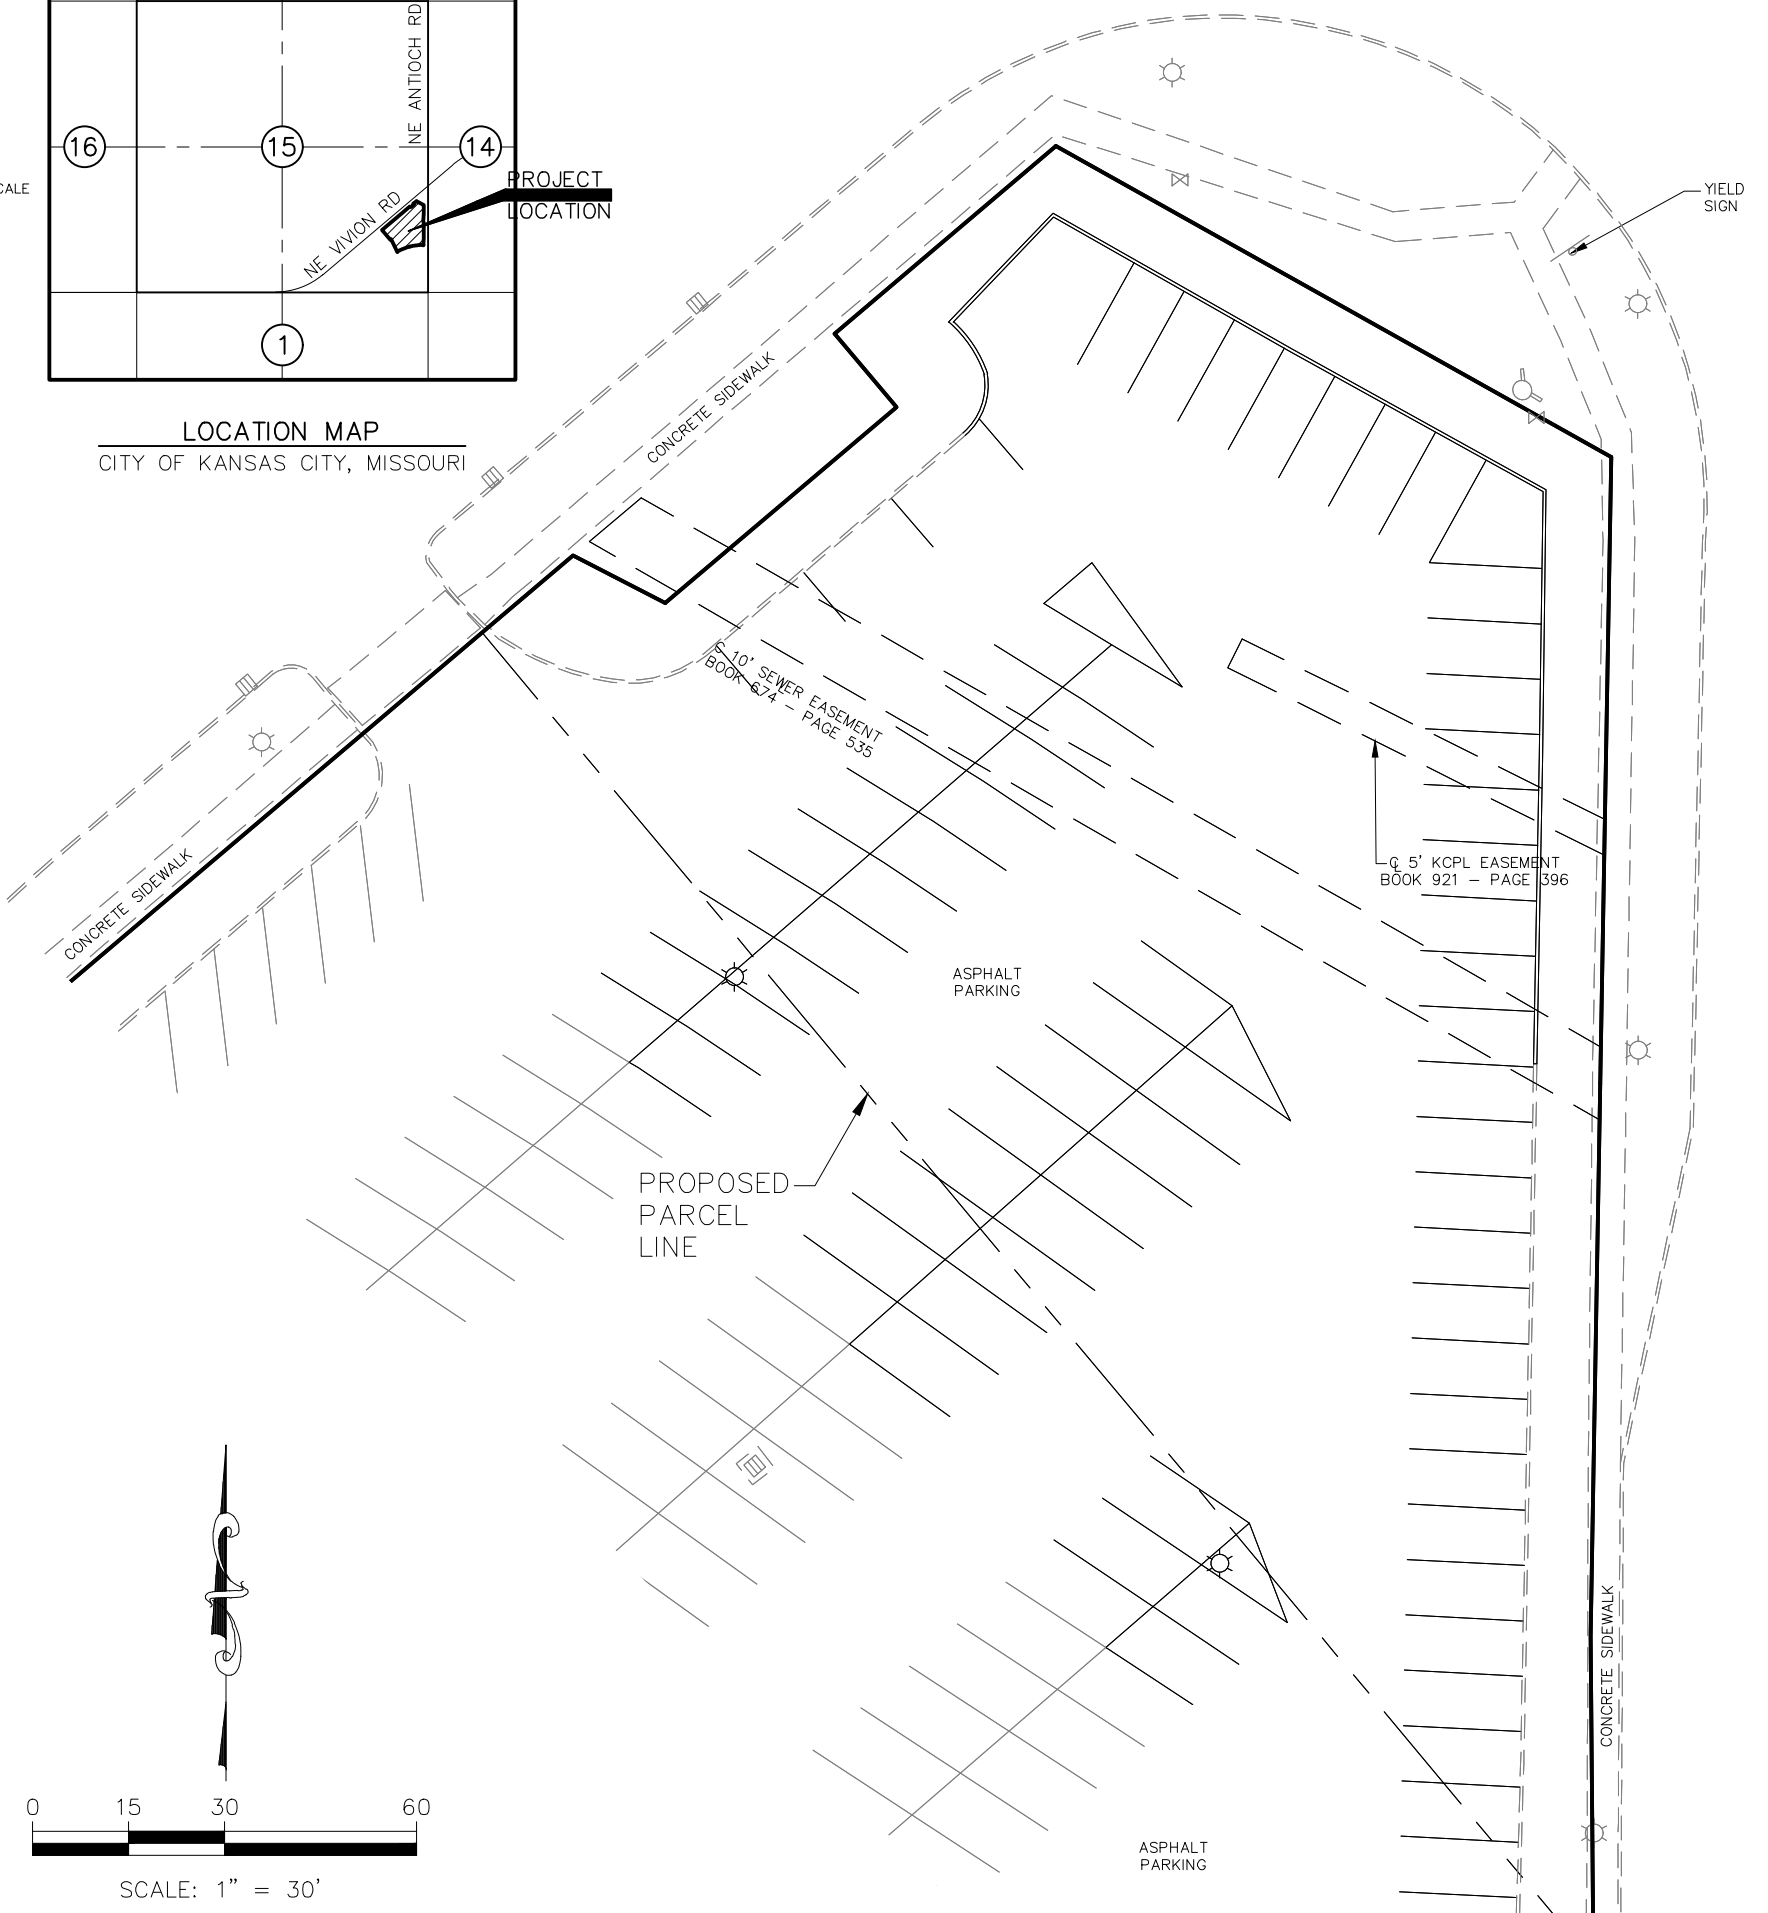 NE ANTIOCH RD
16
15
14
CALE
PROJECT
LOCATION
NE VIVION RD
1
LOCATION MAP
CITY OF KANSAS CITY, MISSOURI
YIELD
SIGN
CONCRETE SIDEWALK
℄ 10' SEWER EASEMENT
BOOK 674 - PAGE 535
℄ 5' KCPL EASEMENT
BOOK 921 - PAGE 396
CONCRETE SIDEWALK
ASPHALT
PARKING
PROPOSED
PARCEL
LINE
CONCRETE SIDEWALK
0 15 30 60
SCALE: 1" = 30'
ASPHALT
PARKING